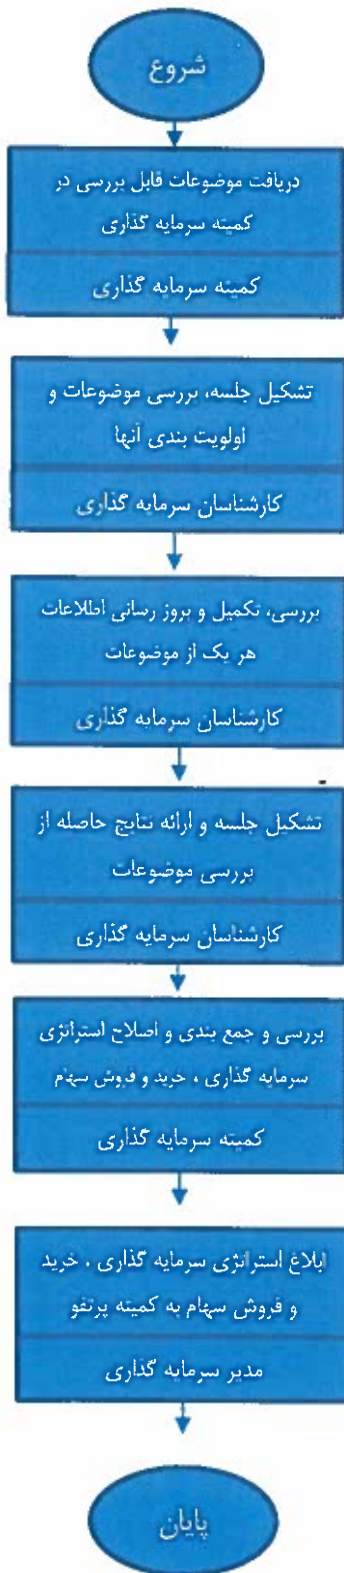 شروع
دریافت موضوعات قابل بررسی در
کمیته سرمایه گذاری
کمیته سرمایه گذاری
تشکیل جلسه، بررسی موضوعات و
اولویت بندی آنها
کارشناسان سرمایه گذاری
بررسی، تکمیل و بروز رسانی اطلاعات
هر یک از موضوعات
کارشناسان سرمایه گذاری
تشکیل جلسه و ارائه نتایج حاصله از
بررسی موضوعات
کارشناسان سرمایه گذاری
بررسی و جمع بندی و اصلاح استراتژی
سرمایه گذاری ، خرید و فروش سهام
کمیته سرمایه گذاری
ابلاغ استراتژی سرمایه گذاری ، خرید
و فروش سهام به کمیته پرتفو
مدیر سرمایه گذاری
پایان